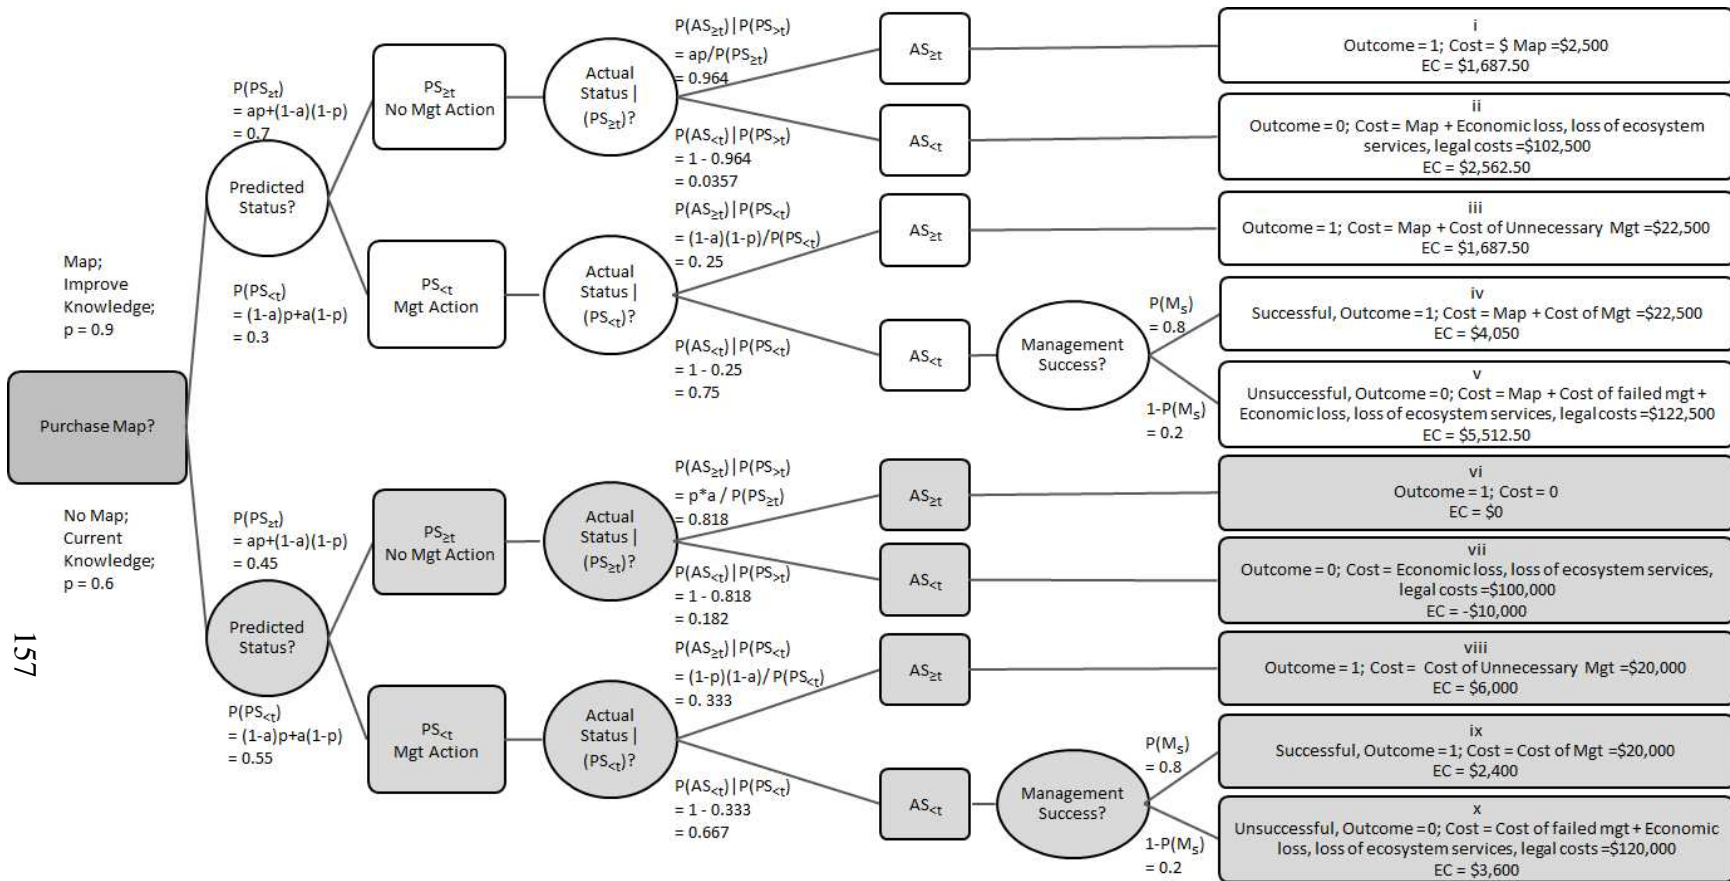 Purchase Map?
Map;
Improve
Knowledge;
p = 0.9
No Map;
Current
Knowledge;
p = 0.6
P(PS≥t)
= ap+(1-a)(1-p)
= 0.7
Predicted
Status?
P(PS<t)
= (1-a)p+a(1-p)
= 0.3
PS≥t
No Mgt Action
Actual
Status |
(PS≥t)?
P(AS≥t)|P(PS>t)
= ap/P(PS≥t)
= 0.964
P(AS<t)|P(PS>t)
= 1 - 0.964
= 0.0357
AS≥t
AS<t
i
Outcome = 1; Cost = $ Map =$2,500
EC = $1,687.50
ii
Outcome = 0; Cost = Map + Economic loss, loss of ecosystem
services, legal costs =$102,500
EC = $2,562.50
PS<t
Mgt Action
Actual
Status |
(PS<t)?
P(AS≥t)|P(PS<t)
= (1-a)(1-p)/P(PS<t)
= 0. 25
P(AS<t)|P(PS<t)
= 1 - 0.25
= 0.75
AS≥t
AS<t
iii
Outcome = 1; Cost = Map + Cost of Unnecessary Mgt =$22,500
EC = $1,687.50
Management
Success?
P(Ms)
= 0.8
1-P(Ms)
= 0.2
iv
Successful, Outcome = 1; Cost = Map + Cost of Mgt =$22,500
EC = $4,050
v
Unsuccessful, Outcome = 0; Cost = Map + Cost of failed mgt +
Economic loss, loss of ecosystem services, legal costs =$122,500
EC = $5,512.50
P(PS≥t)
= ap+(1-a)(1-p)
= 0.45
Predicted
Status?
P(PS<t)
= (1-a)p+a(1-p)
= 0.55
PS≥t
No Mgt Action
Actual
Status |
(PS≥t)?
P(AS≥t)|P(PS>t)
= p*a / P(PS≥t)
= 0.818
P(AS<t)|P(PS>t)
= 1 - 0.818
= 0.182
AS≥t
AS<t
vi
Outcome = 1; Cost = 0
EC = $0
vii
Outcome = 0; Cost = Economic loss, loss of ecosystem services,
legal costs =$100,000
EC = -$10,000
PS<t
Mgt Action
Actual
Status |
(PS<t)?
P(AS≥t)|P(PS<t)
= (1-p)(1-a)/P(PS<t)
= 0. 333
P(AS<t)|P(PS<t)
= 1 - 0.333
= 0.667
AS≥t
AS<t
viii
Outcome = 1; Cost = Cost of Unnecessary Mgt =$20,000
EC = $6,000
Management
Success?
P(Ms)
= 0.8
1-P(Ms)
= 0.2
ix
Successful, Outcome = 1; Cost = Cost of Mgt =$20,000
EC = $2,400
x
Unsuccessful, Outcome = 0; Cost = Cost of failed mgt + Economic
loss, loss of ecosystem services, legal costs =$120,000
EC = $3,600
157